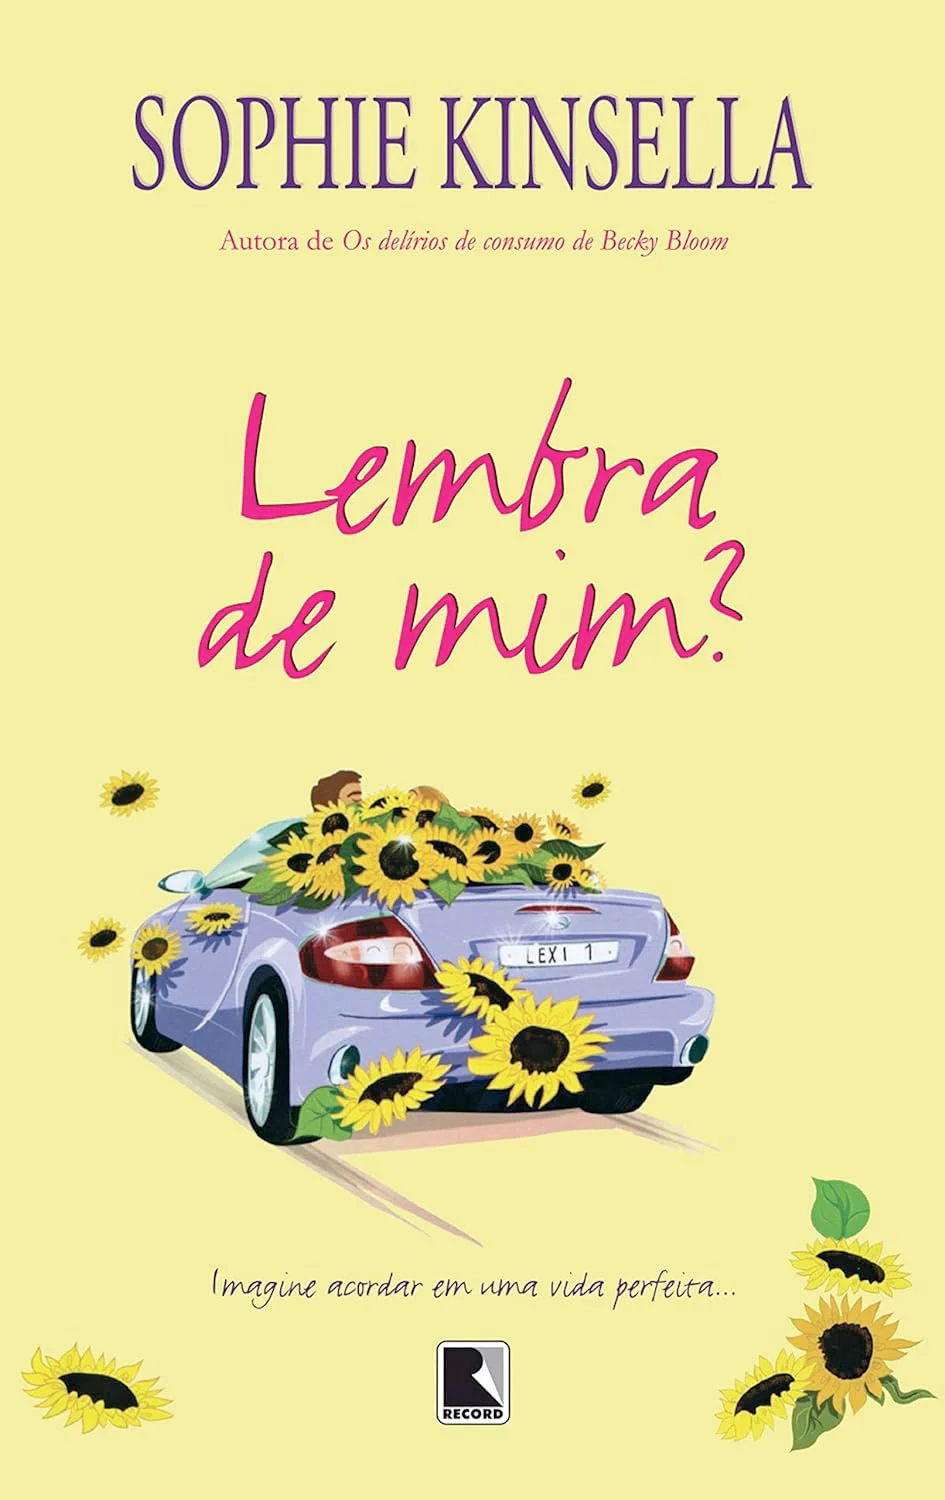 SOPHIE KINSELLA
Autora de Os delírios de consumo de Becky Bloom
Lembra
de mim?
LEXI 1
Imagine acordar em uma vida perfeita...
RECORD